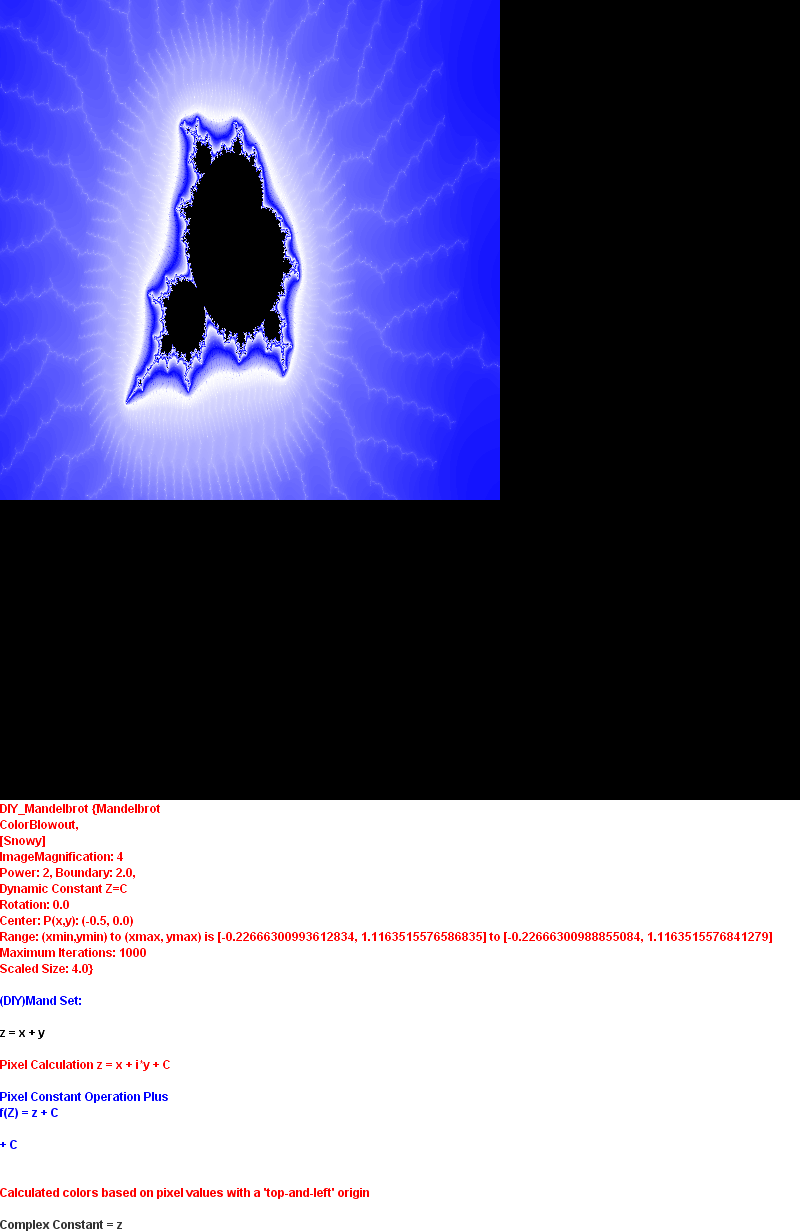 DIY_Mandelbrot {Mandelbrot
ColorBlowout,
[Snowy]
ImageMagnification: 4
Power: 2, Boundary: 2.0,
Dynamic Constant Z=C
Rotation: 0.0
Center: P(x,y): (-0.5, 0.0)
Range: (xmin,ymin) to (xmax, ymax) is [-0.22666300993612834, 1.1163515576586835] to [-0.22666300988855084, 1.1163515576841279]
Maximum Iterations: 1000
Scaled Size: 4.0}
(DIY)Mand Set:
z = x + y
Pixel Calculation z = x + i*y + C
Pixel Constant Operation Plus
f(Z) = z + C
+ C
Calculated colors based on pixel values with a 'top-and-left' origin
Complex Constant = z